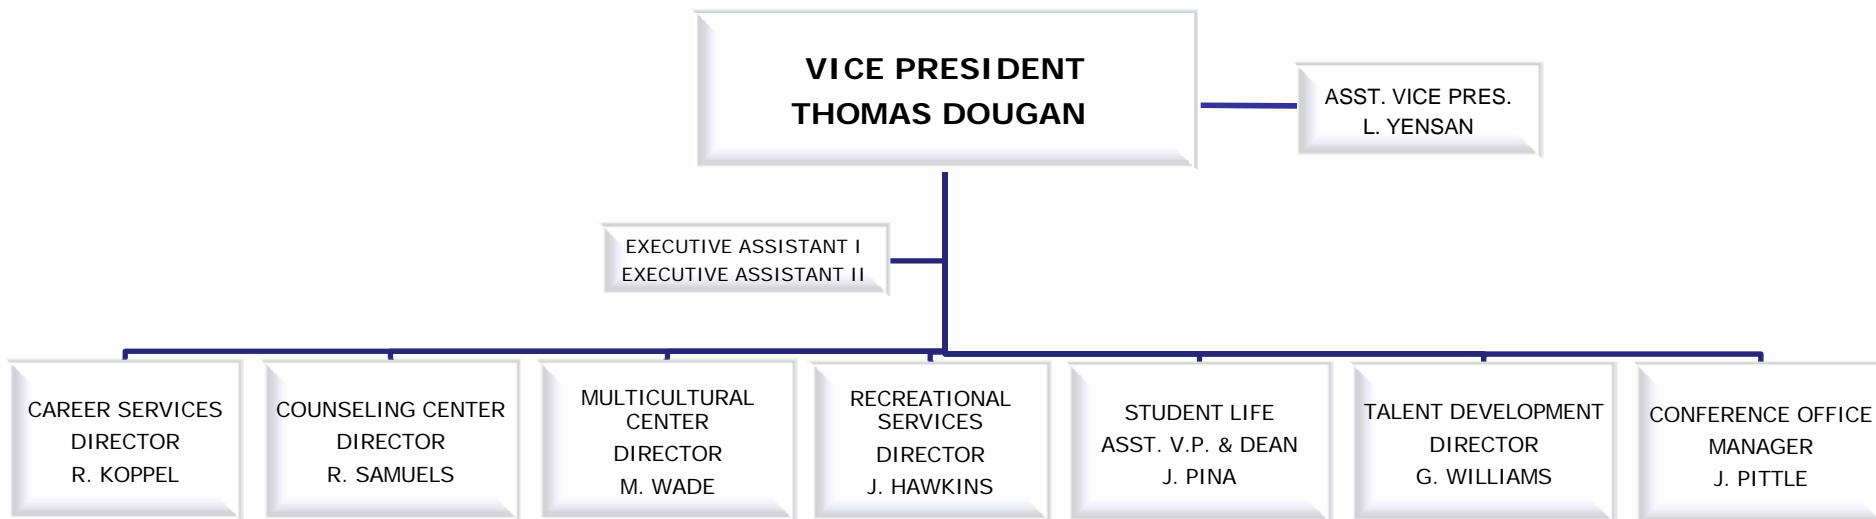 VICE PRESIDENT
THOMAS DOUGAN
ASST. VICE PRES.
L. YENSAN
EXECUTIVE ASSISTANT I
EXECUTIVE ASSISTANT II
CAREER SERVICES
DIRECTOR
R. KOPPEL
COUNSELING CENTER
DIRECTOR
R. SAMUELS
MULTICULTURAL
CENTER
DIRECTOR
M. WADE
RECREATIONAL
SERVICES
DIRECTOR
J. HAWKINS
STUDENT LIFE
ASST. V.P. & DEAN
J. PINA
TALENT DEVELOPMENT
DIRECTOR
G. WILLIAMS
CONFERENCE OFFICE
MANAGER
J. PITTLE